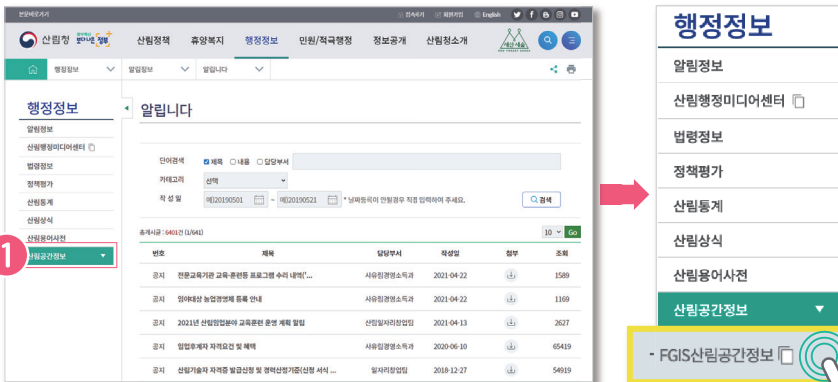 본문바로가기
접속하기 회원가입 English
산림청 정부혁신 보다나은 정부 산림정책 휴양복지 행정정보 민원/적극행정 정보공개 산림청소개 새산새숲
행정정보 알림정보 알립니다
행정정보
알림정보
산림행정미디어센터
법령정보
정책평가
산림통계
산림상식
산림용어사전
1 산림공간정보
알립니다
단어검색 제목 내용 담당부서
카테고리 선택
작 성 일 예)20190501 ~ 예)20190521 * 날짜등록이 안될경우 직접 입력하여 주세요. 검색
총게시글 : 6401건 (1/641) 10 Go
번호 제목 담당부서 작성일 첨부 조회
공지 전문교육기관 교육·훈련등 프로그램 수리 내역('... 사유림경영소득과 2021-04-22 1589
공지 임야대상 농업경영체 등록 안내 사유림경영소득과 2021-04-22 1169
공지 2021년 산림임업분야 교육훈련 운영 계획 알림 산림일자리창업팀 2021-04-13 2627
공지 임업후계자 자격요건 및 혜택 사유림경영소득과 2020-06-10 65419
공지 산림기술자 자격증 발급신청 및 경력산정기준(신청 서식 ... 일자리창업팀 2018-12-27 54919
행정정보
알림정보
산림행정미디어센터
법령정보
정책평가
산림통계
산림상식
산림용어사전
산림공간정보
- FGIS산림공간정보